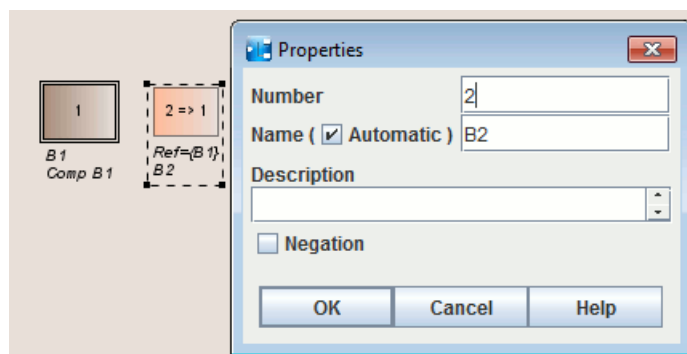 1
B1
Comp B1
2 => 1
Ref={B1}
B2
Properties
Number 2
Name ( Automatic ) B2
Description
Negation
OK Cancel Help